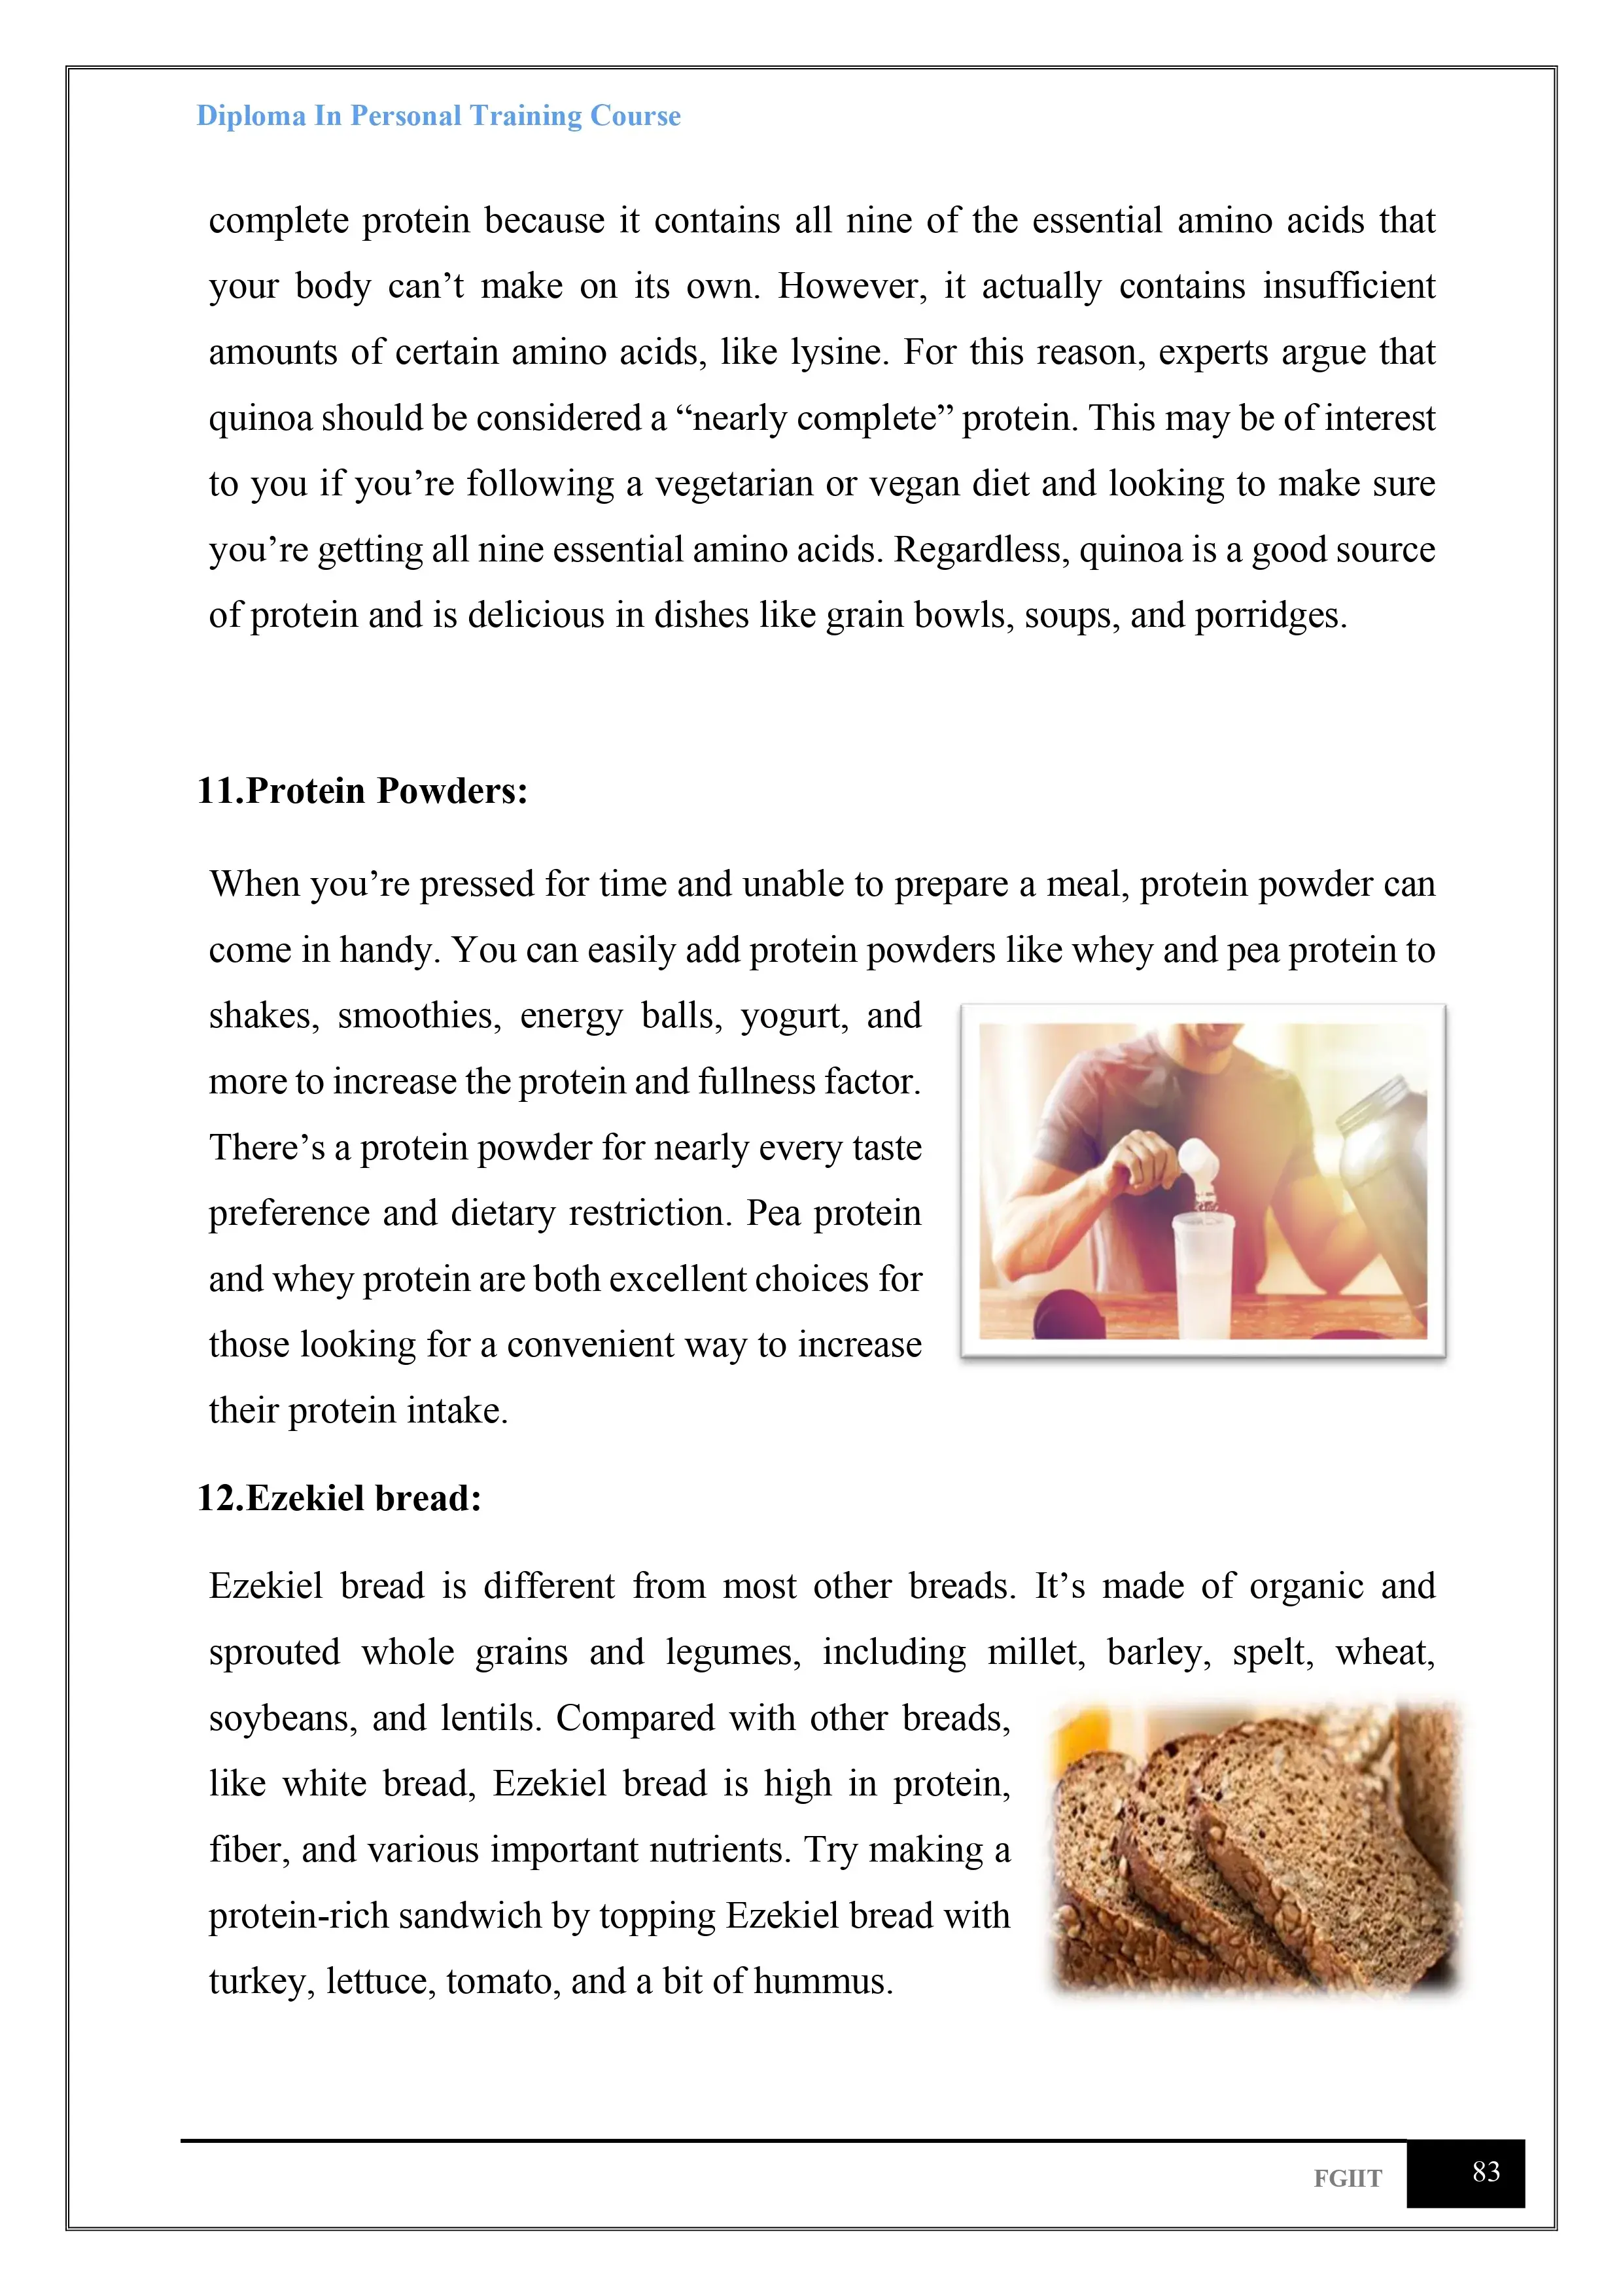 Diploma In Personal Training Course
complete protein because it contains all nine of the essential amino acids that
your body can’t make on its own. However, it actually contains insufficient
amounts of certain amino acids, like lysine. For this reason, experts argue that
quinoa should be considered a “nearly complete” protein. This may be of interest
to you if you’re following a vegetarian or vegan diet and looking to make sure
you’re getting all nine essential amino acids. Regardless, quinoa is a good source
of protein and is delicious in dishes like grain bowls, soups, and porridges.
11.Protein Powders:
When you’re pressed for time and unable to prepare a meal, protein powder can
come in handy. You can easily add protein powders like whey and pea protein to
shakes, smoothies, energy balls, yogurt, and
more to increase the protein and fullness factor.
There’s a protein powder for nearly every taste
preference and dietary restriction. Pea protein
and whey protein are both excellent choices for
those looking for a convenient way to increase
their protein intake.
12.Ezekiel bread:
Ezekiel bread is different from most other breads. It’s made of organic and
sprouted whole grains and legumes, including millet, barley, spelt, wheat,
soybeans, and lentils. Compared with other breads,
like white bread, Ezekiel bread is high in protein,
fiber, and various important nutrients. Try making a
protein-rich sandwich by topping Ezekiel bread with
turkey, lettuce, tomato, and a bit of hummus.
FGIIT 83